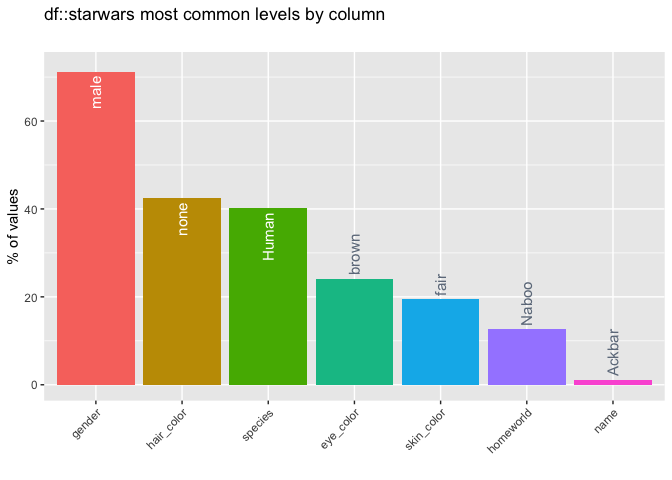 df::starwars most common levels by column
% of values
60
40
20
0
male
none
Human
brown
fair
Naboo
Ackbar
gender
hair_color
species
eye_color
skin_color
homeworld
name